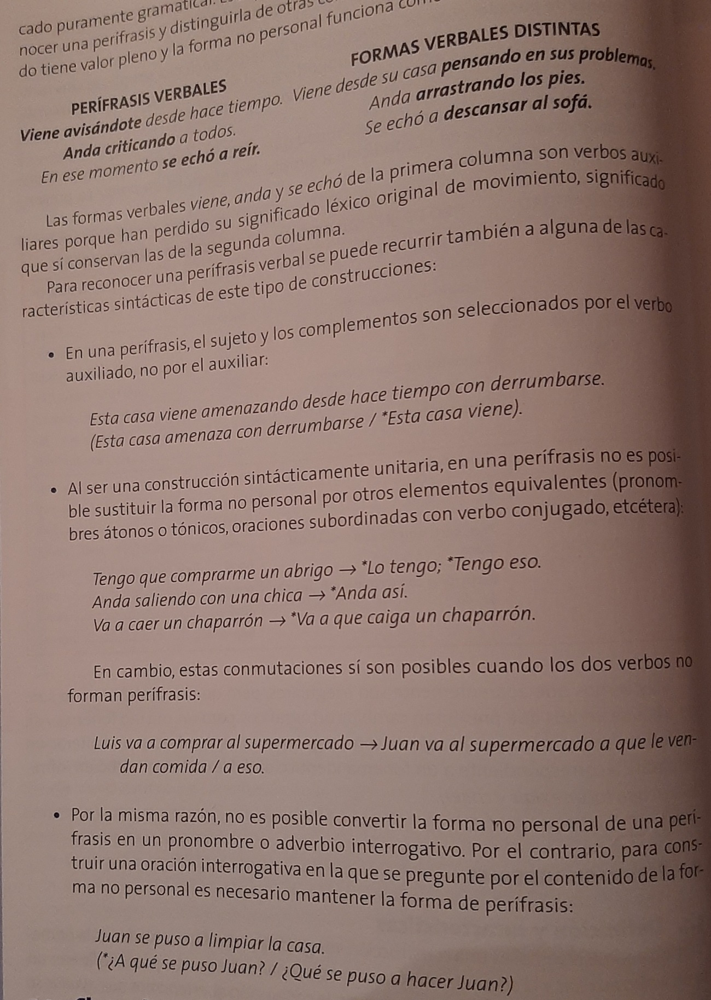 cado puramente gramatical.
nocer una perífrasis y distinguirla de otras
do tiene valor pleno y la forma no personal funciona
PERÍFRASIS VERBALES
Viene avisándote desde hace tiempo.
Anda criticando a todos.
En ese momento se echó a reír.
FORMAS VERBALES DISTINTAS
Viene desde su casa pensando en sus problemas.
Anda arrastrando los pies.
Se echó a descansar al sofá.
Las formas verbales viene, anda y se echó de la primera columna son verbos auxi-
liares porque han perdido su significado léxico original de movimiento, significado
que sí conservan las de la segunda columna.
Para reconocer una perífrasis verbal se puede recurrir también a alguna de las ca-
racterísticas sintácticas de este tipo de construcciones:
• En una perífrasis, el sujeto y los complementos son seleccionados por el verbo
auxiliado, no por el auxiliar:
Esta casa viene amenazando desde hace tiempo con derrumbarse.
(Esta casa amenaza con derrumbarse / *Esta casa viene).
• Al ser una construcción sintácticamente unitaria, en una perífrasis no es posi-
ble sustituir la forma no personal por otros elementos equivalentes (pronom-
bres átonos o tónicos, oraciones subordinadas con verbo conjugado, etcétera):
Tengo que comprarme un abrigo → *Lo tengo; *Tengo eso.
Anda saliendo con una chica → *Anda así.
Va a caer un chaparrón → *Va a que caiga un chaparrón.
En cambio, estas conmutaciones sí son posibles cuando los dos verbos no
forman perífrasis:
Luis va a comprar al supermercado → Juan va al supermercado a que le ven-
dan comida / a eso.
• Por la misma razón, no es posible convertir la forma no personal de una perí-
frasis en un pronombre o adverbio interrogativo. Por el contrario, para cons-
truir una oración interrogativa en la que se pregunte por el contenido de la for-
ma no personal es necesario mantener la forma de perífrasis:
Juan se puso a limpiar la casa.
(*¿A qué se puso Juan? / ¿Qué se puso a hacer Juan?)